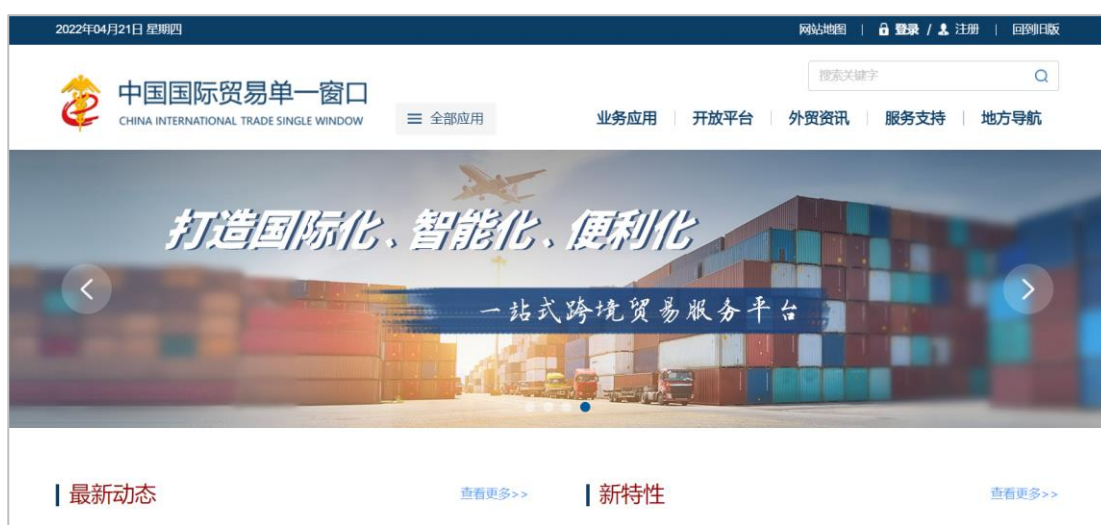 2022年04月21日 星期四
网站地图 | 登录 / 注册 | 回到旧版
搜索关键字
中国国际贸易单一窗口
CHINA INTERNATIONAL TRADE SINGLE WINDOW
全部应用
业务应用 | 开放平台 | 外贸资讯 | 服务支持 | 地方导航
打造国际化、智能化、便利化
一站式跨境贸易服务平台
最新动态 查看更多>>
新特性 查看更多>>